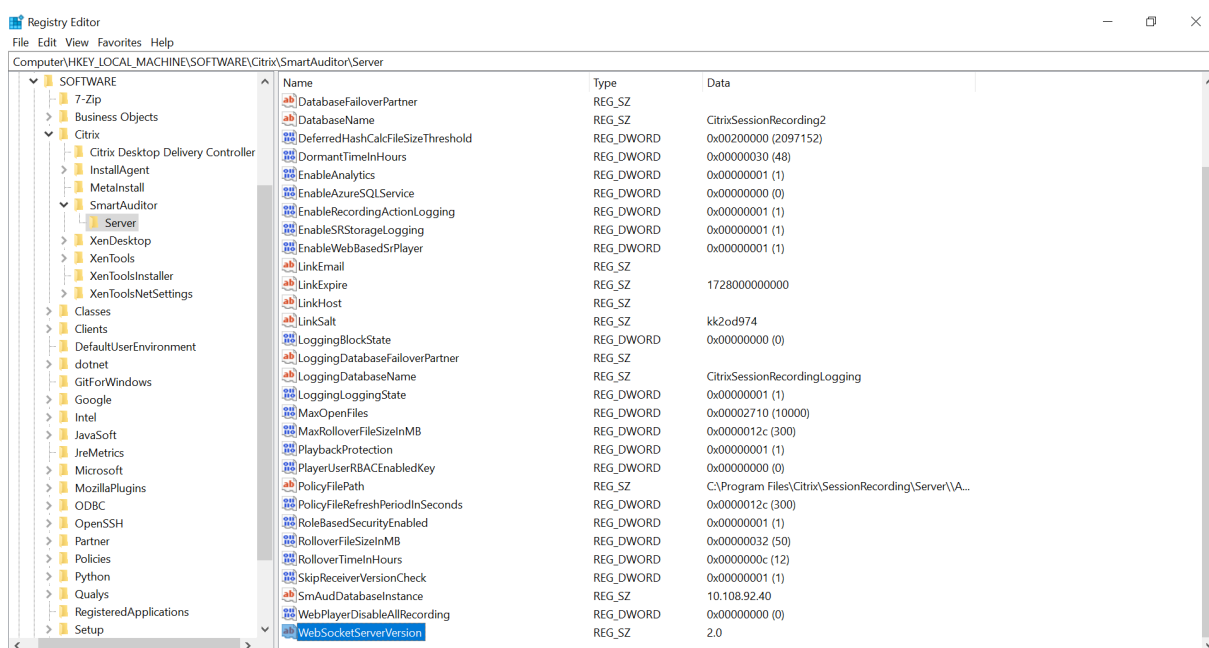 Registry Editor
File Edit View Favorites Help
Computer\HKEY_LOCAL_MACHINE\SOFTWARE\Citrix\SmartAuditor\Server
SOFTWARE
7-Zip
Business Objects
Citrix
Citrix Desktop Delivery Controller
InstallAgent
MetaInstall
SmartAuditor
Server
XenDesktop
XenTools
XenToolsInstaller
XenToolsNetSettings
Classes
Clients
DefaultUserEnvironment
dotnet
GitForWindows
Google
Intel
JavaSoft
JreMetrics
Microsoft
MozillaPlugins
ODBC
OpenSSH
Partner
Policies
Python
Qualys
RegisteredApplications
Setup
Name Type Data
DatabaseFailoverPartner REG_SZ
DatabaseName REG_SZ CitrixSessionRecording2
DeferredHashCalcFileSizeThreshold REG_DWORD 0x00200000 (2097152)
DormantTimeInHours REG_DWORD 0x00000030 (48)
EnableAnalytics REG_DWORD 0x00000001 (1)
EnableAzureSQLService REG_DWORD 0x00000000 (0)
EnableRecordingActionLogging REG_DWORD 0x00000001 (1)
EnableSRStorageLogging REG_DWORD 0x00000001 (1)
EnableWebBasedSrPlayer REG_DWORD 0x00000001 (1)
LinkEmail REG_SZ
LinkExpire REG_SZ 1728000000000
LinkHost REG_SZ
LinkSalt REG_SZ kk2od974
LoggingBlockState REG_DWORD 0x00000000 (0)
LoggingDatabaseFailoverPartner REG_SZ
LoggingDatabaseName REG_SZ CitrixSessionRecordingLogging
LoggingLoggingState REG_DWORD 0x00000001 (1)
MaxOpenFiles REG_DWORD 0x00002710 (10000)
MaxRolloverFileSizeInMB REG_DWORD 0x0000012c (300)
PlaybackProtection REG_DWORD 0x00000001 (1)
PlayerUserRBACEnabledKey REG_DWORD 0x00000000 (0)
PolicyFilePath REG_SZ C:\Program Files\Citrix\SessionRecording\Server\\A...
PolicyFileRefreshPeriodInSeconds REG_DWORD 0x0000012c (300)
RoleBasedSecurityEnabled REG_DWORD 0x00000001 (1)
RolloverFileSizeInMB REG_DWORD 0x00000032 (50)
RolloverTimeInHours REG_DWORD 0x0000000c (12)
SkipReceiverVersionCheck REG_DWORD 0x00000001 (1)
SmAudDatabaseInstance REG_SZ 10.108.92.40
WebPlayerDisableAllRecording REG_DWORD 0x00000000 (0)
WebSocketServerVersion REG_SZ 2.0